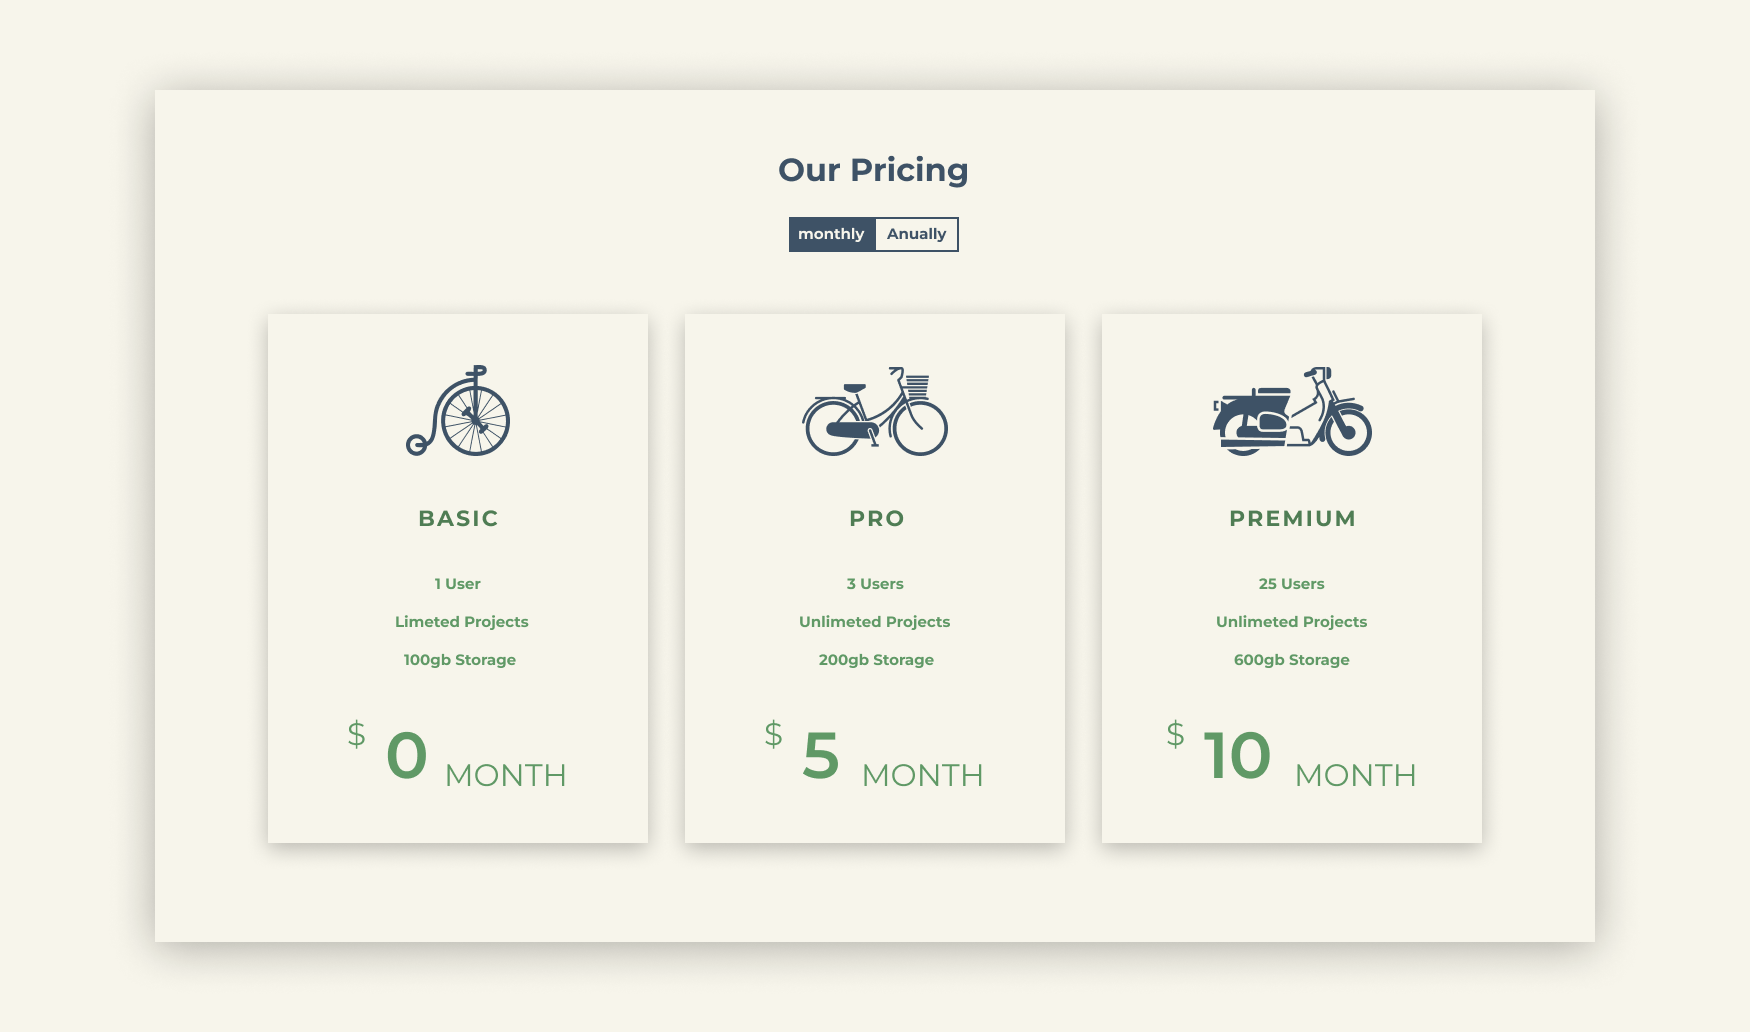 Our Pricing
monthly Anually
BASIC
1 User
Limeted Projects
100gb Storage
$ 0 MONTH
PRO
3 Users
Unlimeted Projects
200gb Storage
$ 5 MONTH
PREMIUM
25 Users
Unlimeted Projects
600gb Storage
$ 10 MONTH